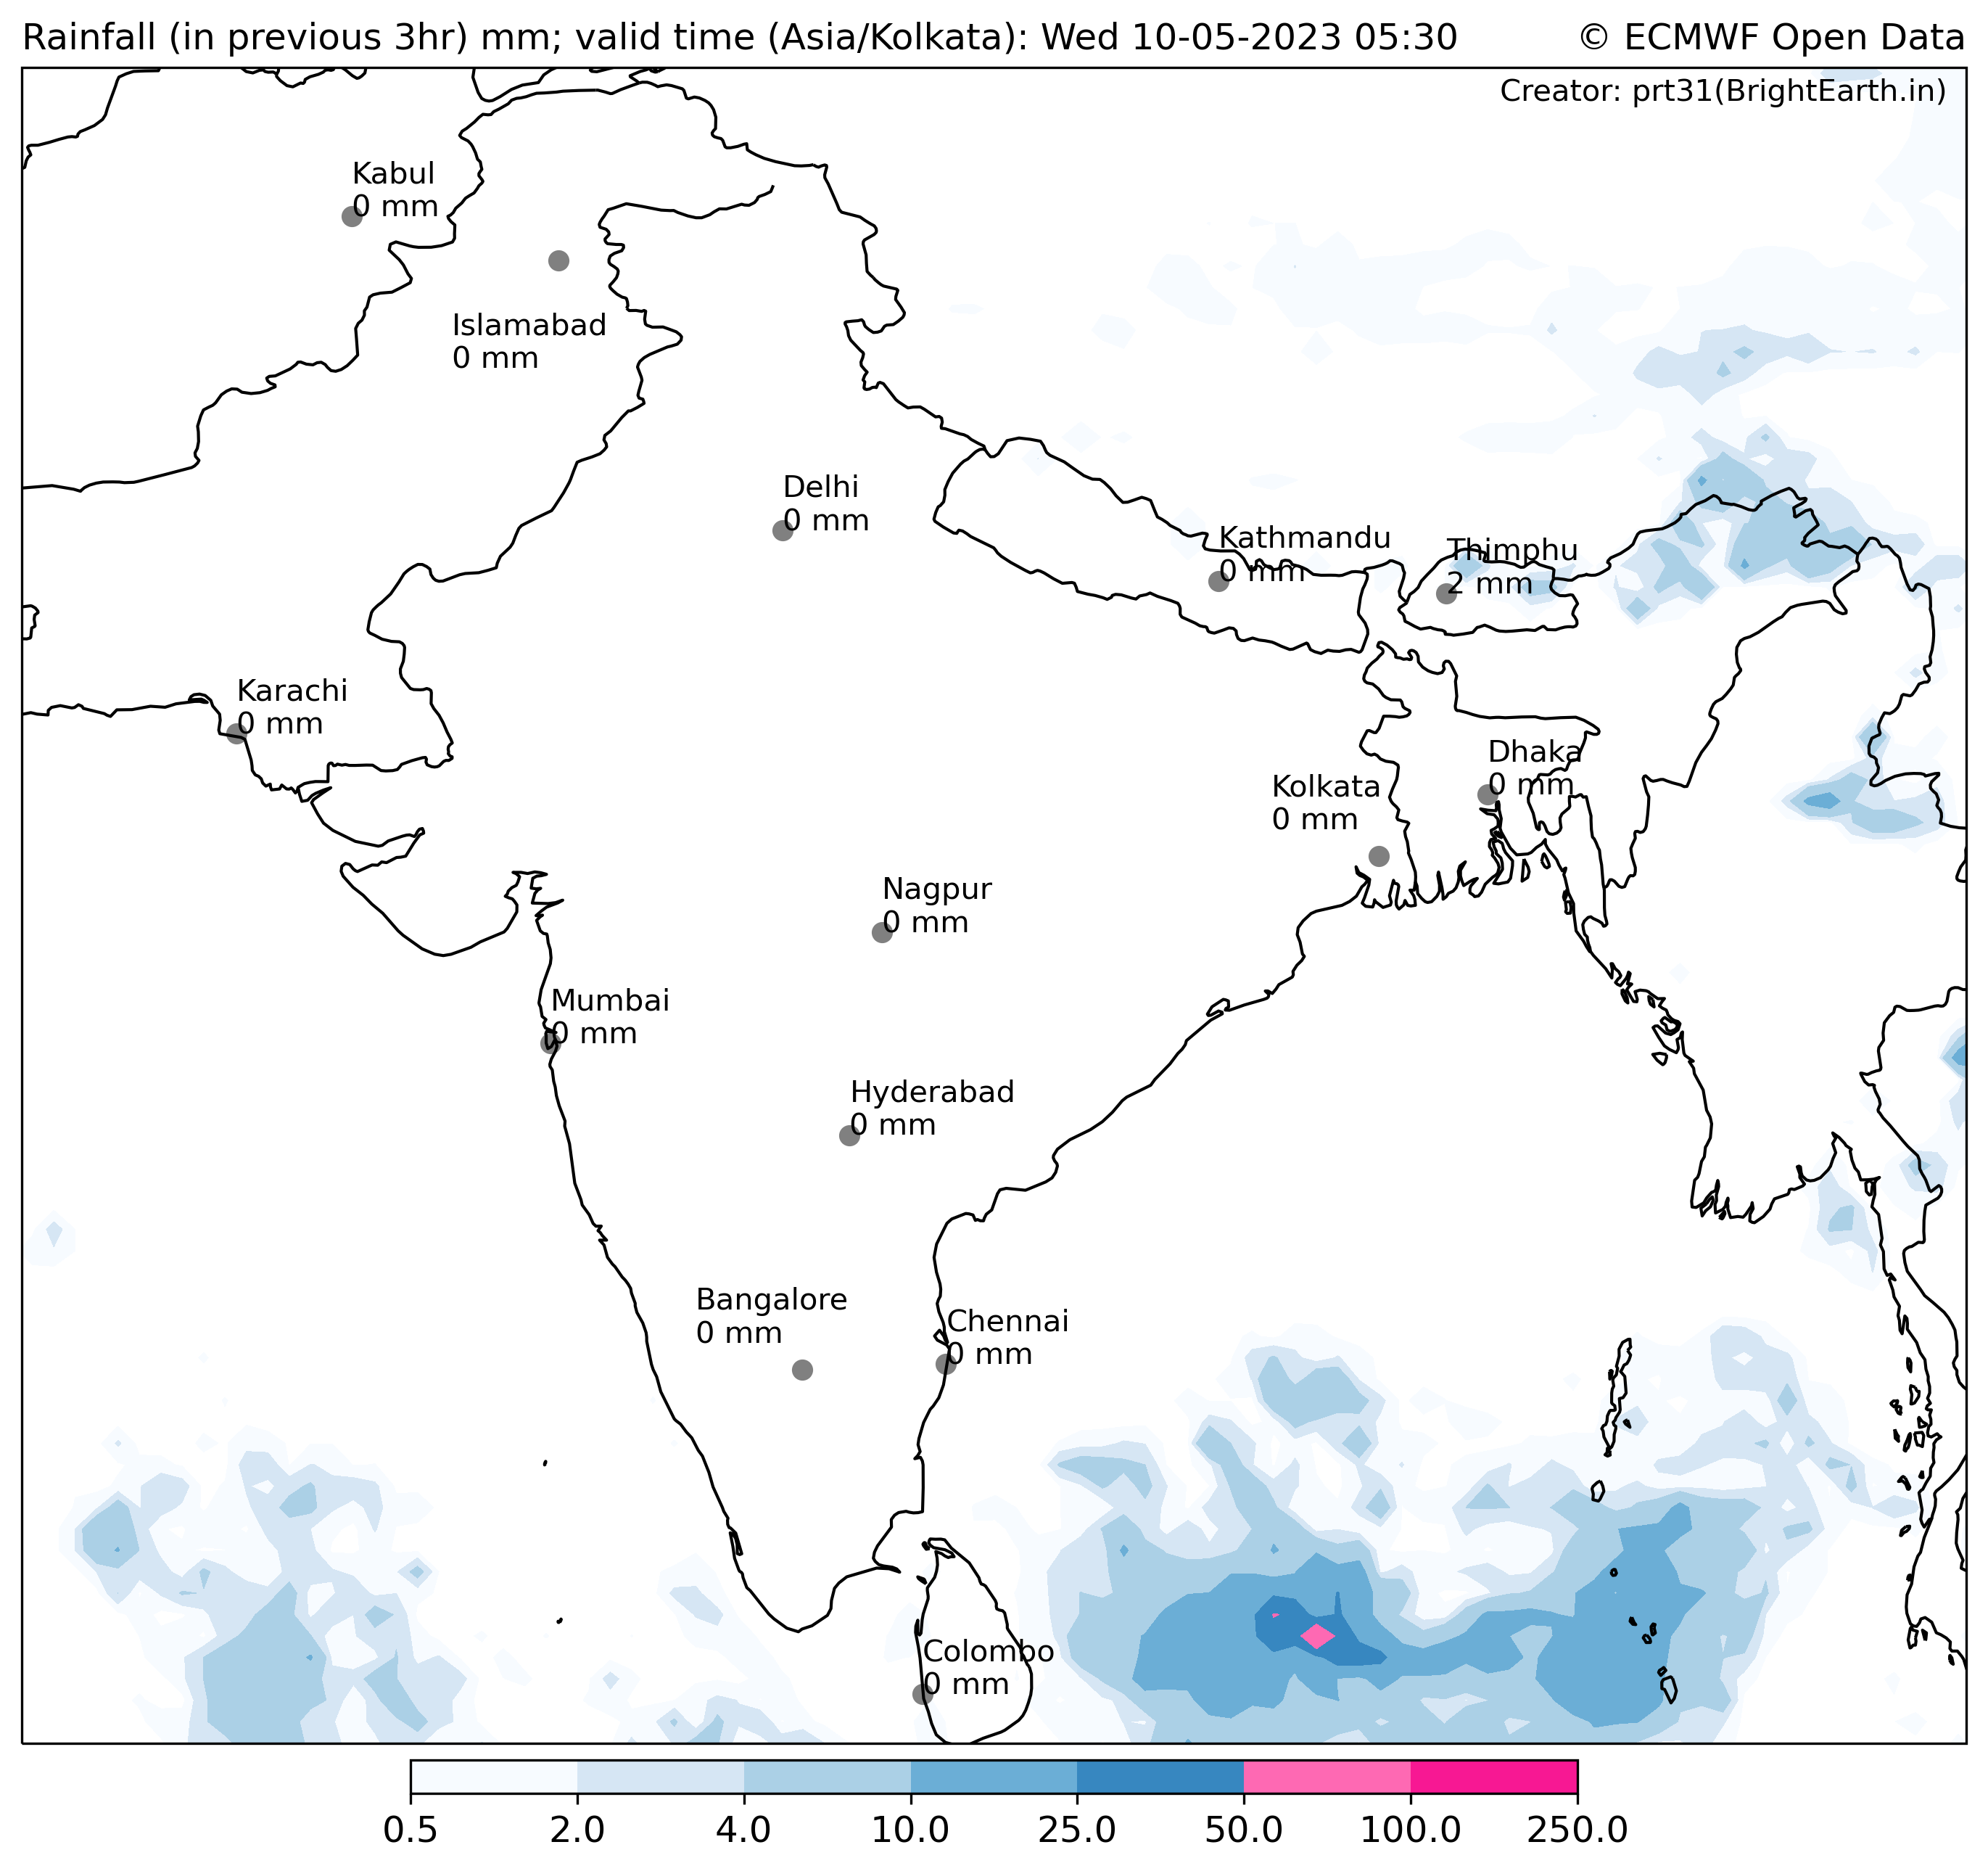 Rainfall (in previous 3hr) mm; valid time (Asia/Kolkata): Wed 10-05-2023 05:30
© ECMWF Open Data
Creator: prt31(BrightEarth.in)
Kabul
0 mm
Islamabad
0 mm
Delhi
0 mm
Kathmandu
0 mm
Thimphu
2 mm
Karachi
0 mm
Dhaka
0 mm
Kolkata
0 mm
Nagpur
0 mm
Mumbai
0 mm
Hyderabad
0 mm
Bangalore
0 mm
Chennai
0 mm
Colombo
0 mm
0.5 2.0 4.0 10.0 25.0 50.0 100.0 250.0